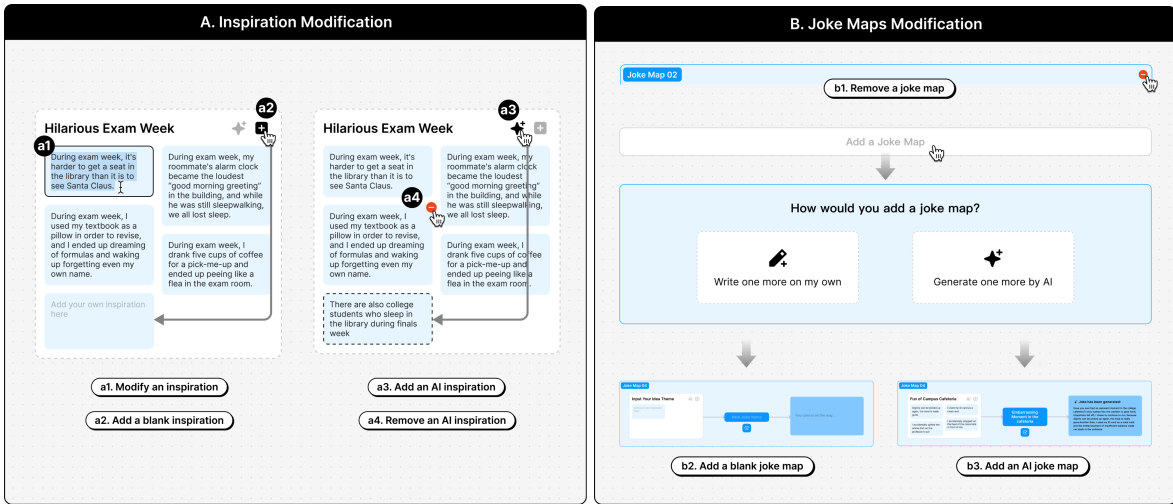 A. Inspiration Modification
a2
Hilarious Exam Week
a1
During exam week, it's
harder to get a seat in
the library than it is to
see Santa Claus.
During exam week, my
roommate's alarm clock
became the loudest
"good morning greeting"
in the building, and while
he was still sleepwalking,
we all lost sleep.
During exam week, I
used my textbook as a
pillow in order to revise,
and I ended up dreaming
of formulas and waking
up forgetting even my
own name.
During exam week, I
drank five cups of coffee
for a pick-me-up and
ended up peeing like a
flea in the exam room.
Add your own inspiration
here
a3
Hilarious Exam Week
During exam week, it's
harder to get a seat in
the library than it is to
see Santa Claus.
During exam week, my
roommate's alarm clock
became the loudest
"good morning greeting"
in the building, and while
he was still sleepwalking,
we all lost sleep.
a4
During exam week, I
used my textbook as a
pillow in order to revise,
and I ended up dreaming
of formulas and waking
up forgetting even my
own name.
During exam week, I
drank five cups of coffee
for a pick-me-up and
ended up peeing like a
flea in the exam room.
There are also college
students who sleep in
the library during finals
week
a1. Modify an inspiration
a2. Add a blank inspiration
a3. Add an AI inspiration
a4. Remove an AI inspiration
B. Joke Maps Modification
Joke Map 02
b1. Remove a joke map
Add a Joke Map
How would you add a joke map?
Write one more on my own
Generate one more by AI
Joke Map 04
Input Your Idea Theme
Joke Map 04
Fun of Campus Cafeteria
Embarrassing
Moment in the
cafeteria
Joke has been generated!
b2. Add a blank joke map
b3. Add an AI joke map